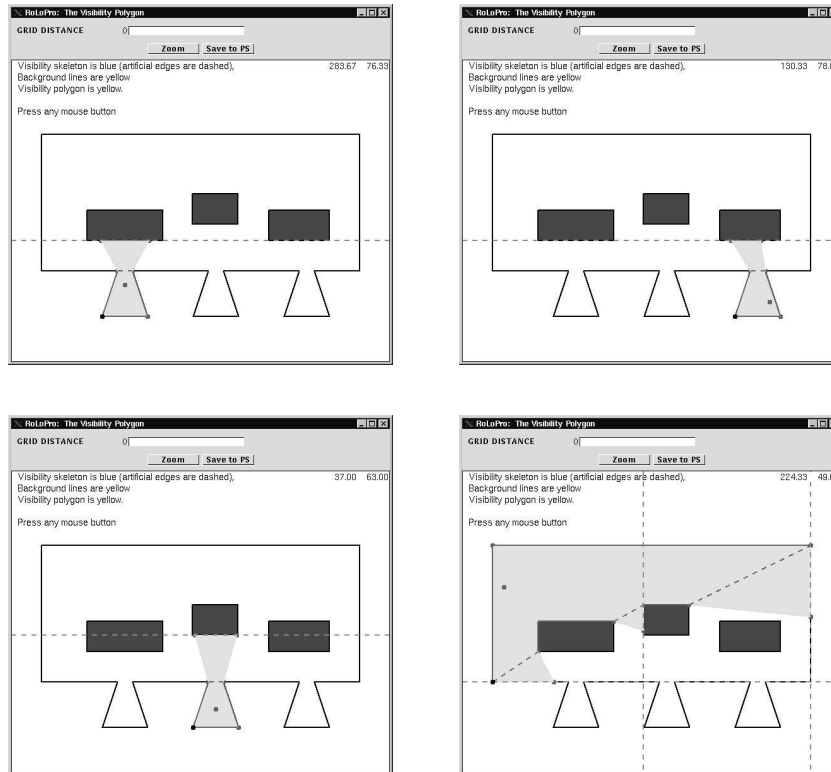 RoLoPro: The Visibility Polygon
GRID DISTANCE 0
Zoom Save to PS
Visibility skeleton is blue (artificial edges are dashed), 283.67 76.33
Background lines are yellow
Visibility polygon is yellow.
Press any mouse button
RoLoPro: The Visibility Polygon
GRID DISTANCE 0
Zoom Save to PS
Visibility skeleton is blue (artificial edges are dashed), 130.33
Background lines are yellow
Visibility polygon is yellow.
Press any mouse button
RoLoPro: The Visibility Polygon
GRID DISTANCE 0
Zoom Save to PS
Visibility skeleton is blue (artificial edges are dashed), 37.00 63.00
Background lines are yellow
Visibility polygon is yellow.
Press any mouse button
RoLoPro: The Visibility Polygon
GRID DISTANCE 0
Zoom Save to PS
Visibility skeleton is blue (artificial edges are dashed), 224.33
Background lines are yellow
Visibility polygon is yellow.
Press any mouse button